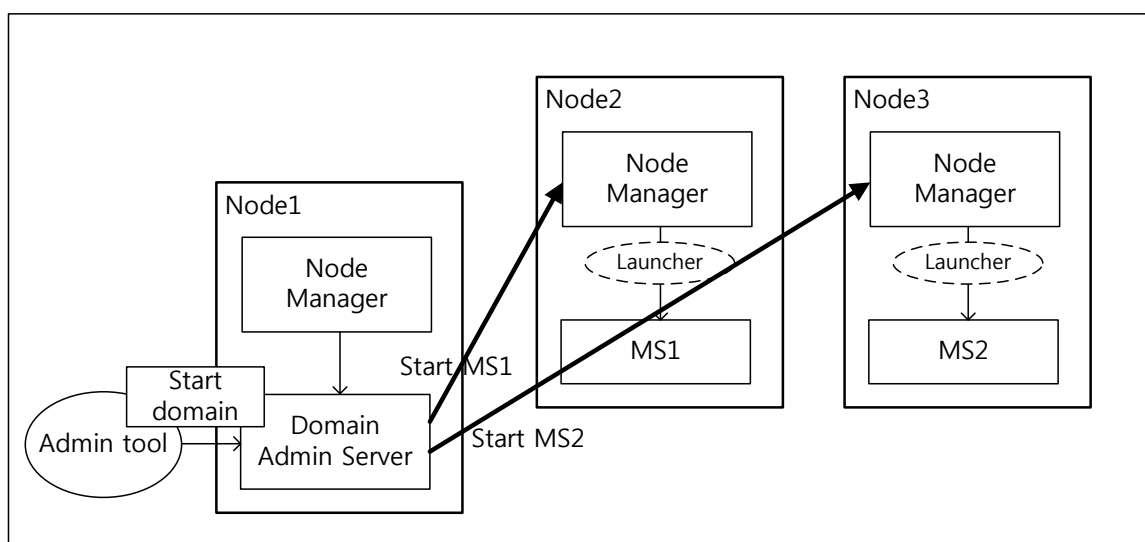 Node1
Node
Manager
Start
domain
Admin tool
Domain
Admin Server
Start MS1
Start MS2
Node2
Node
Manager
Launcher
MS1
Node3
Node
Manager
Launcher
MS2